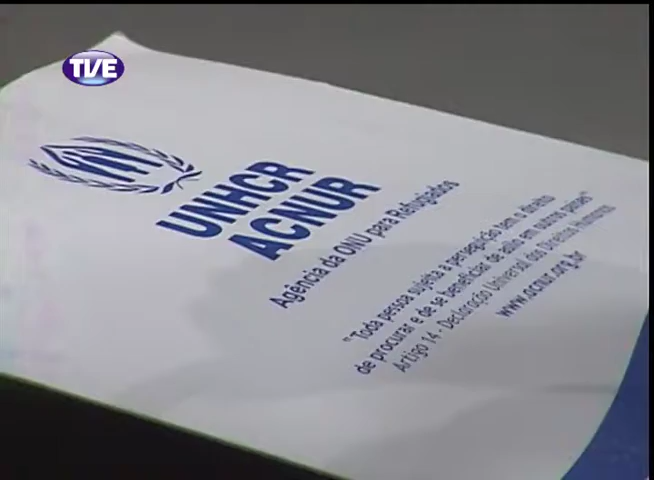 TVE
UNHCR
ACNUR
Agência da ONU para Refugiados
"Toda pessoa sujeita a perseguição tem o direito
de procurar e de se beneficiar de asilo em outros países"
Artigo 14 - Declaração Universal dos Direitos Humanos
www.acnur.org.br